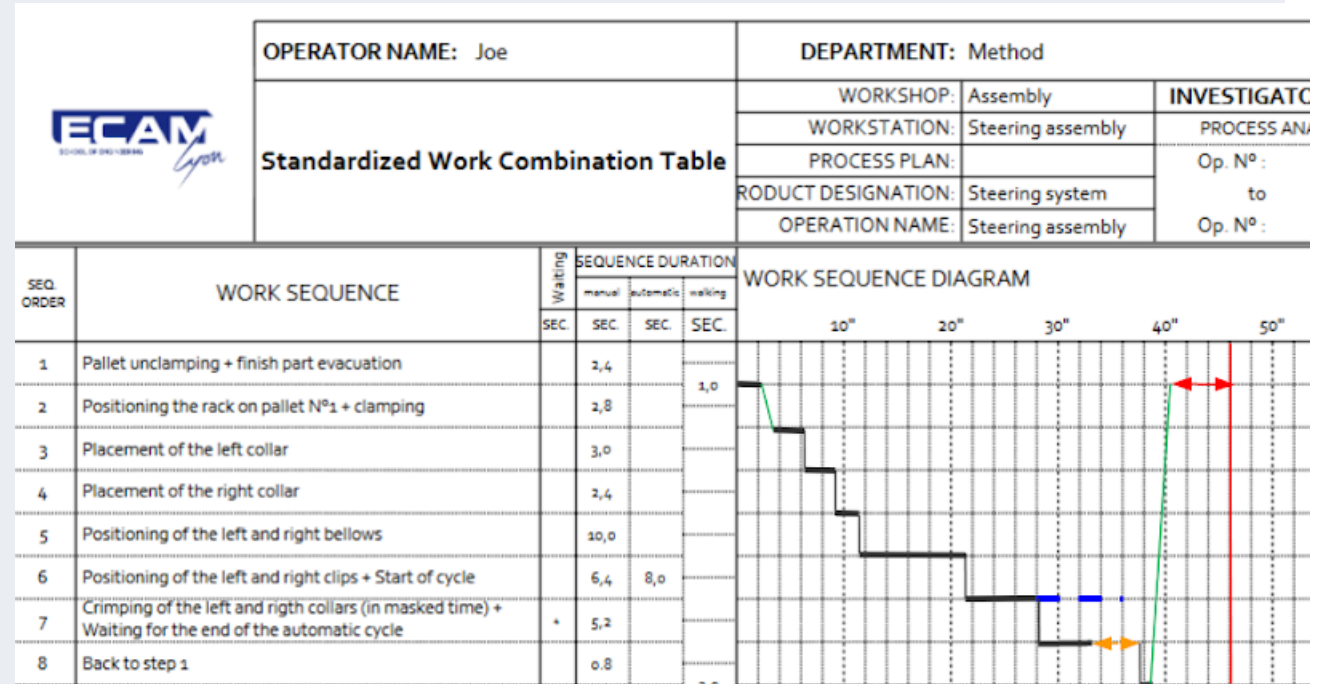 OPERATOR NAME: Joe
DEPARTMENT: Method
ECAM
Lyon
Standardized Work Combination Table
WORKSHOP: Assembly
INVESTIGATO
WORKSTATION: Steering assembly
PROCESS ANA
PROCESS PLAN:
Op. Nº :
RODUCT DESIGNATION: Steering system
to
OPERATION NAME: Steering assembly
Op. Nº :
SEQ. ORDER
WORK SEQUENCE
Waiting
SEQUENCE DURATION
WORK SEQUENCE DIAGRAM
manual automatic walking
SEC. SEC. SEC. SEC.
10" 20" 30" 40" 50"
1 Pallet unclamping + finish part evacuation 2,4
1,0
2 Positioning the rack on pallet Nº1 + clamping 2,8
3 Placement of the left collar 3,0
4 Placement of the right collar 2,4
5 Positioning of the left and right bellows 10,0
6 Positioning of the left and right clips + Start of cycle 6,4 8,0
7 Crimping of the left and rigth collars (in masked time) +
Waiting for the end of the automatic cycle * 5,2
8 Back to step 1 0.8